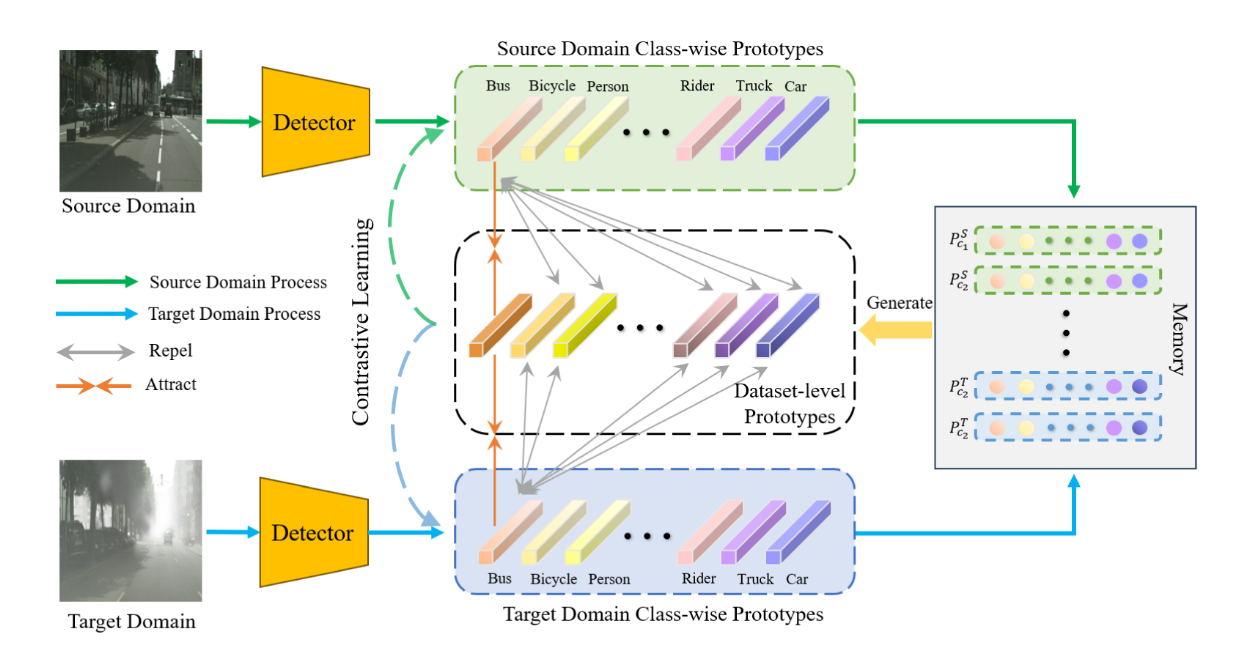 Source Domain Class-wise Prototypes
Bus Bicycle Person Rider Truck Car
Detector
Source Domain
Contrastive Learning
Source Domain Process
Target Domain Process
Repel
Attract
Dataset-level
Prototypes
Generate
P^S_{c_1}
P^S_{c_2}
P^T_{c_2}
P^T_{c_2}
Memory
Detector
Target Domain
Bus Bicycle Person Rider Truck Car
Target Domain Class-wise Prototypes